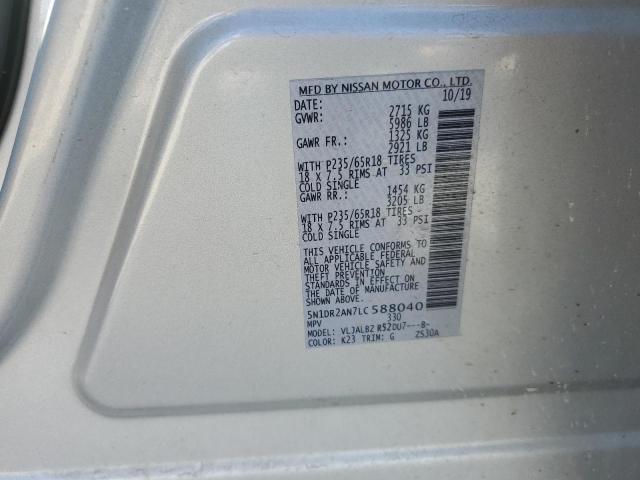 MFD BY NISSAN MOTOR CO., LTD.
DATE: 10/19
GVWR: 2715 KG
5986 LB
GAWR FR.: 1325 KG
2921 LB
WITH P235/65R18 TIRES
18 X 7.5 RIMS AT 33 PSI
COLD SINGLE
GAWR RR.: 1454 KG
3205 LB
WITH P235/65R18 TIRES
18 X 7.5 RIMS AT 33 PSI
COLD SINGLE
THIS VEHICLE CONFORMS TO
ALL APPLICABLE FEDERAL
MOTOR VEHICLE SAFETY AND
THEFT PREVENTION
STANDARDS IN EFFECT ON
THE DATE OF MANUFACTURE
SHOWN ABOVE.
5N1DR2AN7LC588040
MPV 330
MODEL: VLJALBZ R52DU7---B-
COLOR: K23 TRIM: G ZS30A